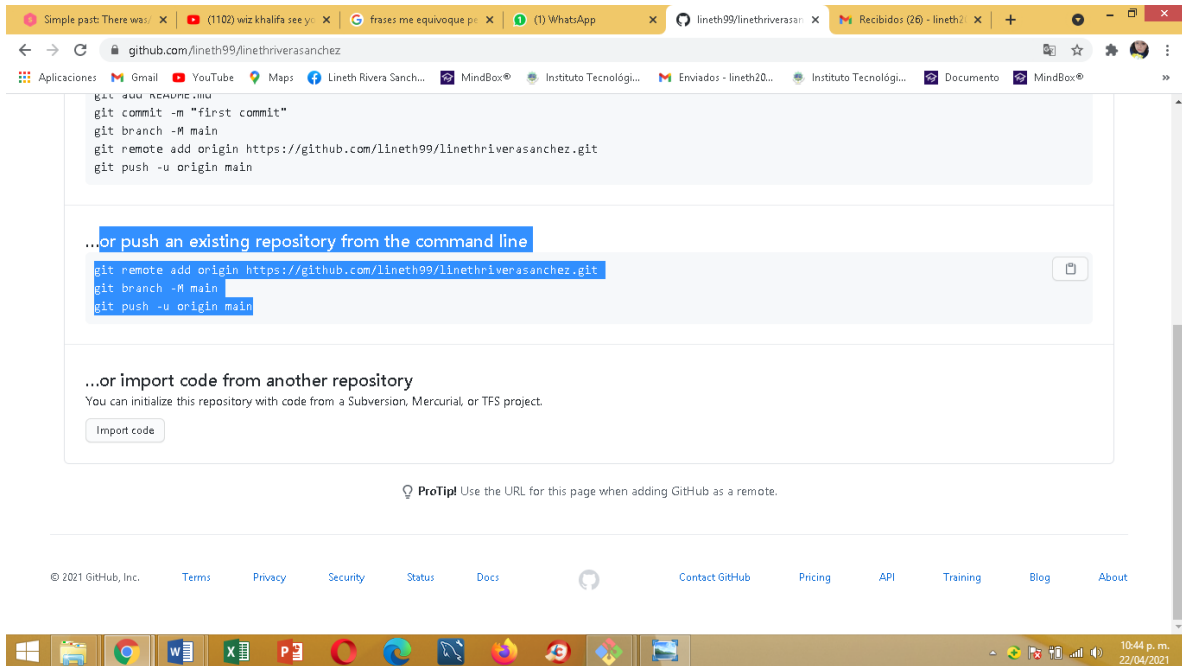 Simple past: There was/
(1102) wiz khalifa see yo
frases me equivoque pe
(1) WhatsApp
lineth99/linethriverasan
Recibidos (26) - lineth2
github.com/lineth99/linethriverasanchez
Aplicaciones
Gmail
YouTube
Maps
Lineth Rivera Sanch...
MindBox®
Instituto Tecnológi...
Enviados - lineth20...
Instituto Tecnológi...
Documento
MindBox®
»
git add README.md
git commit -m "first commit"
git branch -M main
git remote add origin https://github.com/lineth99/linethriverasanchez.git
git push -u origin main
…or push an existing repository from the command line
git remote add origin https://github.com/lineth99/linethriverasanchez.git
git branch -M main
git push -u origin main
…or import code from another repository
You can initialize this repository with code from a Subversion, Mercurial, or TFS project.
Import code
ProTip! Use the URL for this page when adding GitHub as a remote.
© 2021 GitHub, Inc.
Terms
Privacy
Security
Status
Docs
Contact GitHub
Pricing
API
Training
Blog
About
10:44 p. m.
22/04/2021